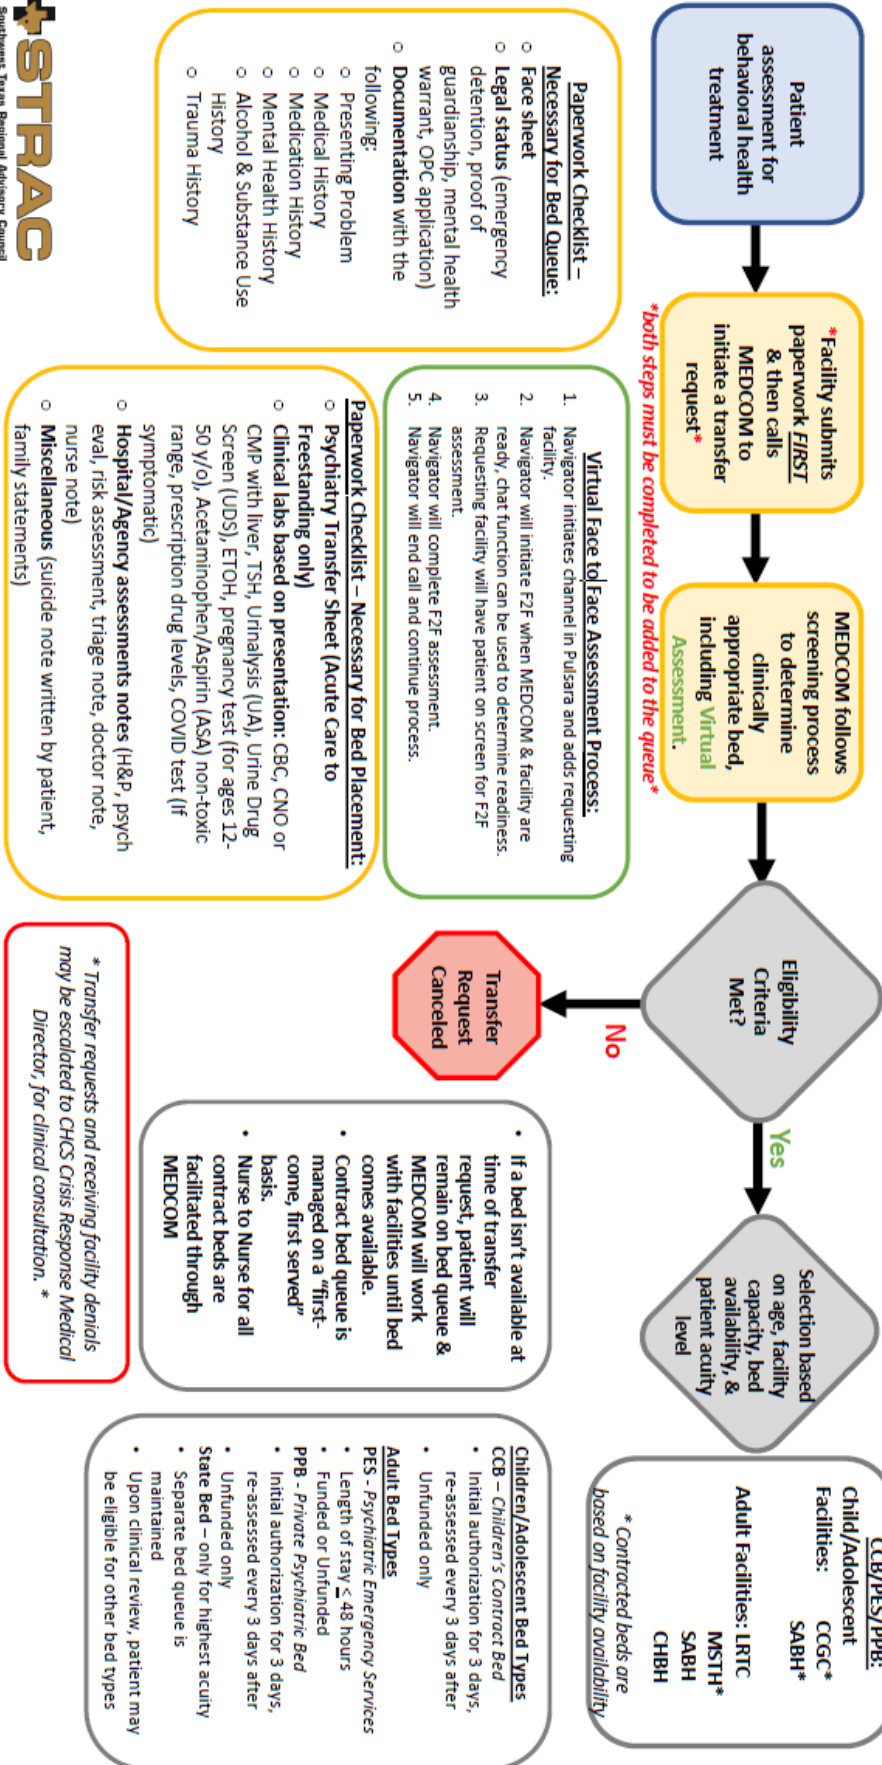 Patient
assessment for
behavioral health
treatment
*Facility submits
paperwork FIRST
& then calls
MEDCOM to
initiate a transfer
request*
*both steps must be completed to be added to the queue*
MEDCOM follows
screening process
to determine
clinically
appropriate bed,
including Virtual
Assessment.
Eligibility
Criteria
Met?
Yes
No
Transfer
Request
Canceled
Selection based
on age, facility
capacity, bed
availability, &
patient acuity
level
CCB/PES/PPB:
Child/Adolescent
Facilities: CCGC*
SABH*
Adult Facilities: LRTC
MSTH*
SABH
CHBH
* Contracted beds are
based on facility availability
Paperwork Checklist –
Necessary for Bed Queue:
○ Face sheet
○ Legal status (emergency
detention, proof of
guardianship, mental health
warrant, OPC application)
○ Documentation with the
following:
○ Presenting Problem
○ Medical History
○ Medication History
○ Mental Health History
○ Alcohol & Substance Use
History
○ Trauma History
Virtual Face to Face Assessment Process:
1. Navigator initiates channel in Pulsara and adds requesting
facility.
2. Navigator will initiate F2F when MEDCOM & facility are
ready, chat function can be used to determine readiness.
3. Requesting facility will have patient on screen for F2F
assessment.
4. Navigator will complete F2F assessment.
5. Navigator will end call and continue process.
Paperwork Checklist – Necessary for Bed Placement:
○ Psychiatry Transfer Sheet (Acute Care to
Freestanding only)
○ Clinical labs based on presentation: CBC, CNO or
CMP with liver, TSH, Urinalysis (UA), Urine Drug
Screen (UDS), ETOH, pregnancy test (for ages 12-
50 y/o), Acetaminophen/Aspirin (ASA) non-toxic
range, prescription drug levels, COVID test (If
symptomatic)
○ Hospital/Agency assessments notes (H&P, psych
eval, risk assessment, triage note, doctor note,
nurse note)
○ Miscellaneous (suicide note written by patient,
family statements)
• If a bed isn't available at
time of transfer
request, patient will
remain on bed queue &
MEDCOM will work
with facilities until bed
comes available.
• Contract bed queue is
managed on a "first-
come, first served"
basis.
• Nurse to Nurse for all
contract beds are
facilitated through
MEDCOM
* Transfer requests and receiving facility denials
may be escalated to CHCS Crisis Response Medical
Director, for clinical consultation. *
Children/Adolescent Bed Types
CCB – Children's Contract Bed
• Initial authorization for 3 days,
re-assessed every 3 days after
• Unfunded only
Adult Bed Types
PES - Psychiatric Emergency Services
• Length of stay ≤ 48 hours
• Funded or Unfunded
PPB - Private Psychiatric Bed
• Initial authorization for 3 days,
re-assessed every 3 days after
• Unfunded only
State Bed – only for highest acuity
• Separate bed queue is
maintained
• Upon clinical review, patient may
be eligible for other bed types
STRAC
Southwest Texas Regional Advisory Council